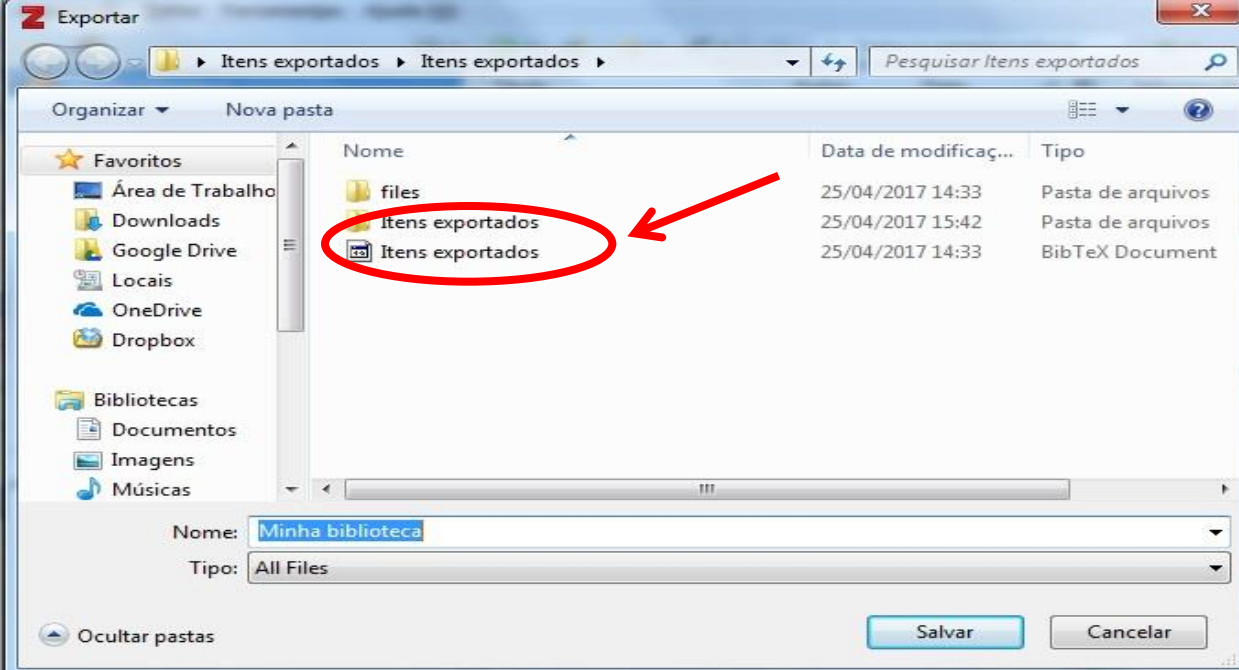 Exportar
Itens exportados Itens exportados
Pesquisar Itens exportados
Organizar Nova pasta
Nome Data de modificaç... Tipo
Favoritos
Área de Trabalho
Downloads
Google Drive
Locais
OneDrive
Dropbox
Bibliotecas
Documentos
Imagens
Músicas
files 25/04/2017 14:33 Pasta de arquivos
Itens exportados 25/04/2017 15:42 Pasta de arquivos
Itens exportados 25/04/2017 14:33 BibTeX Document
Nome: Minha biblioteca
Tipo: All Files
Ocultar pastas
Salvar Cancelar